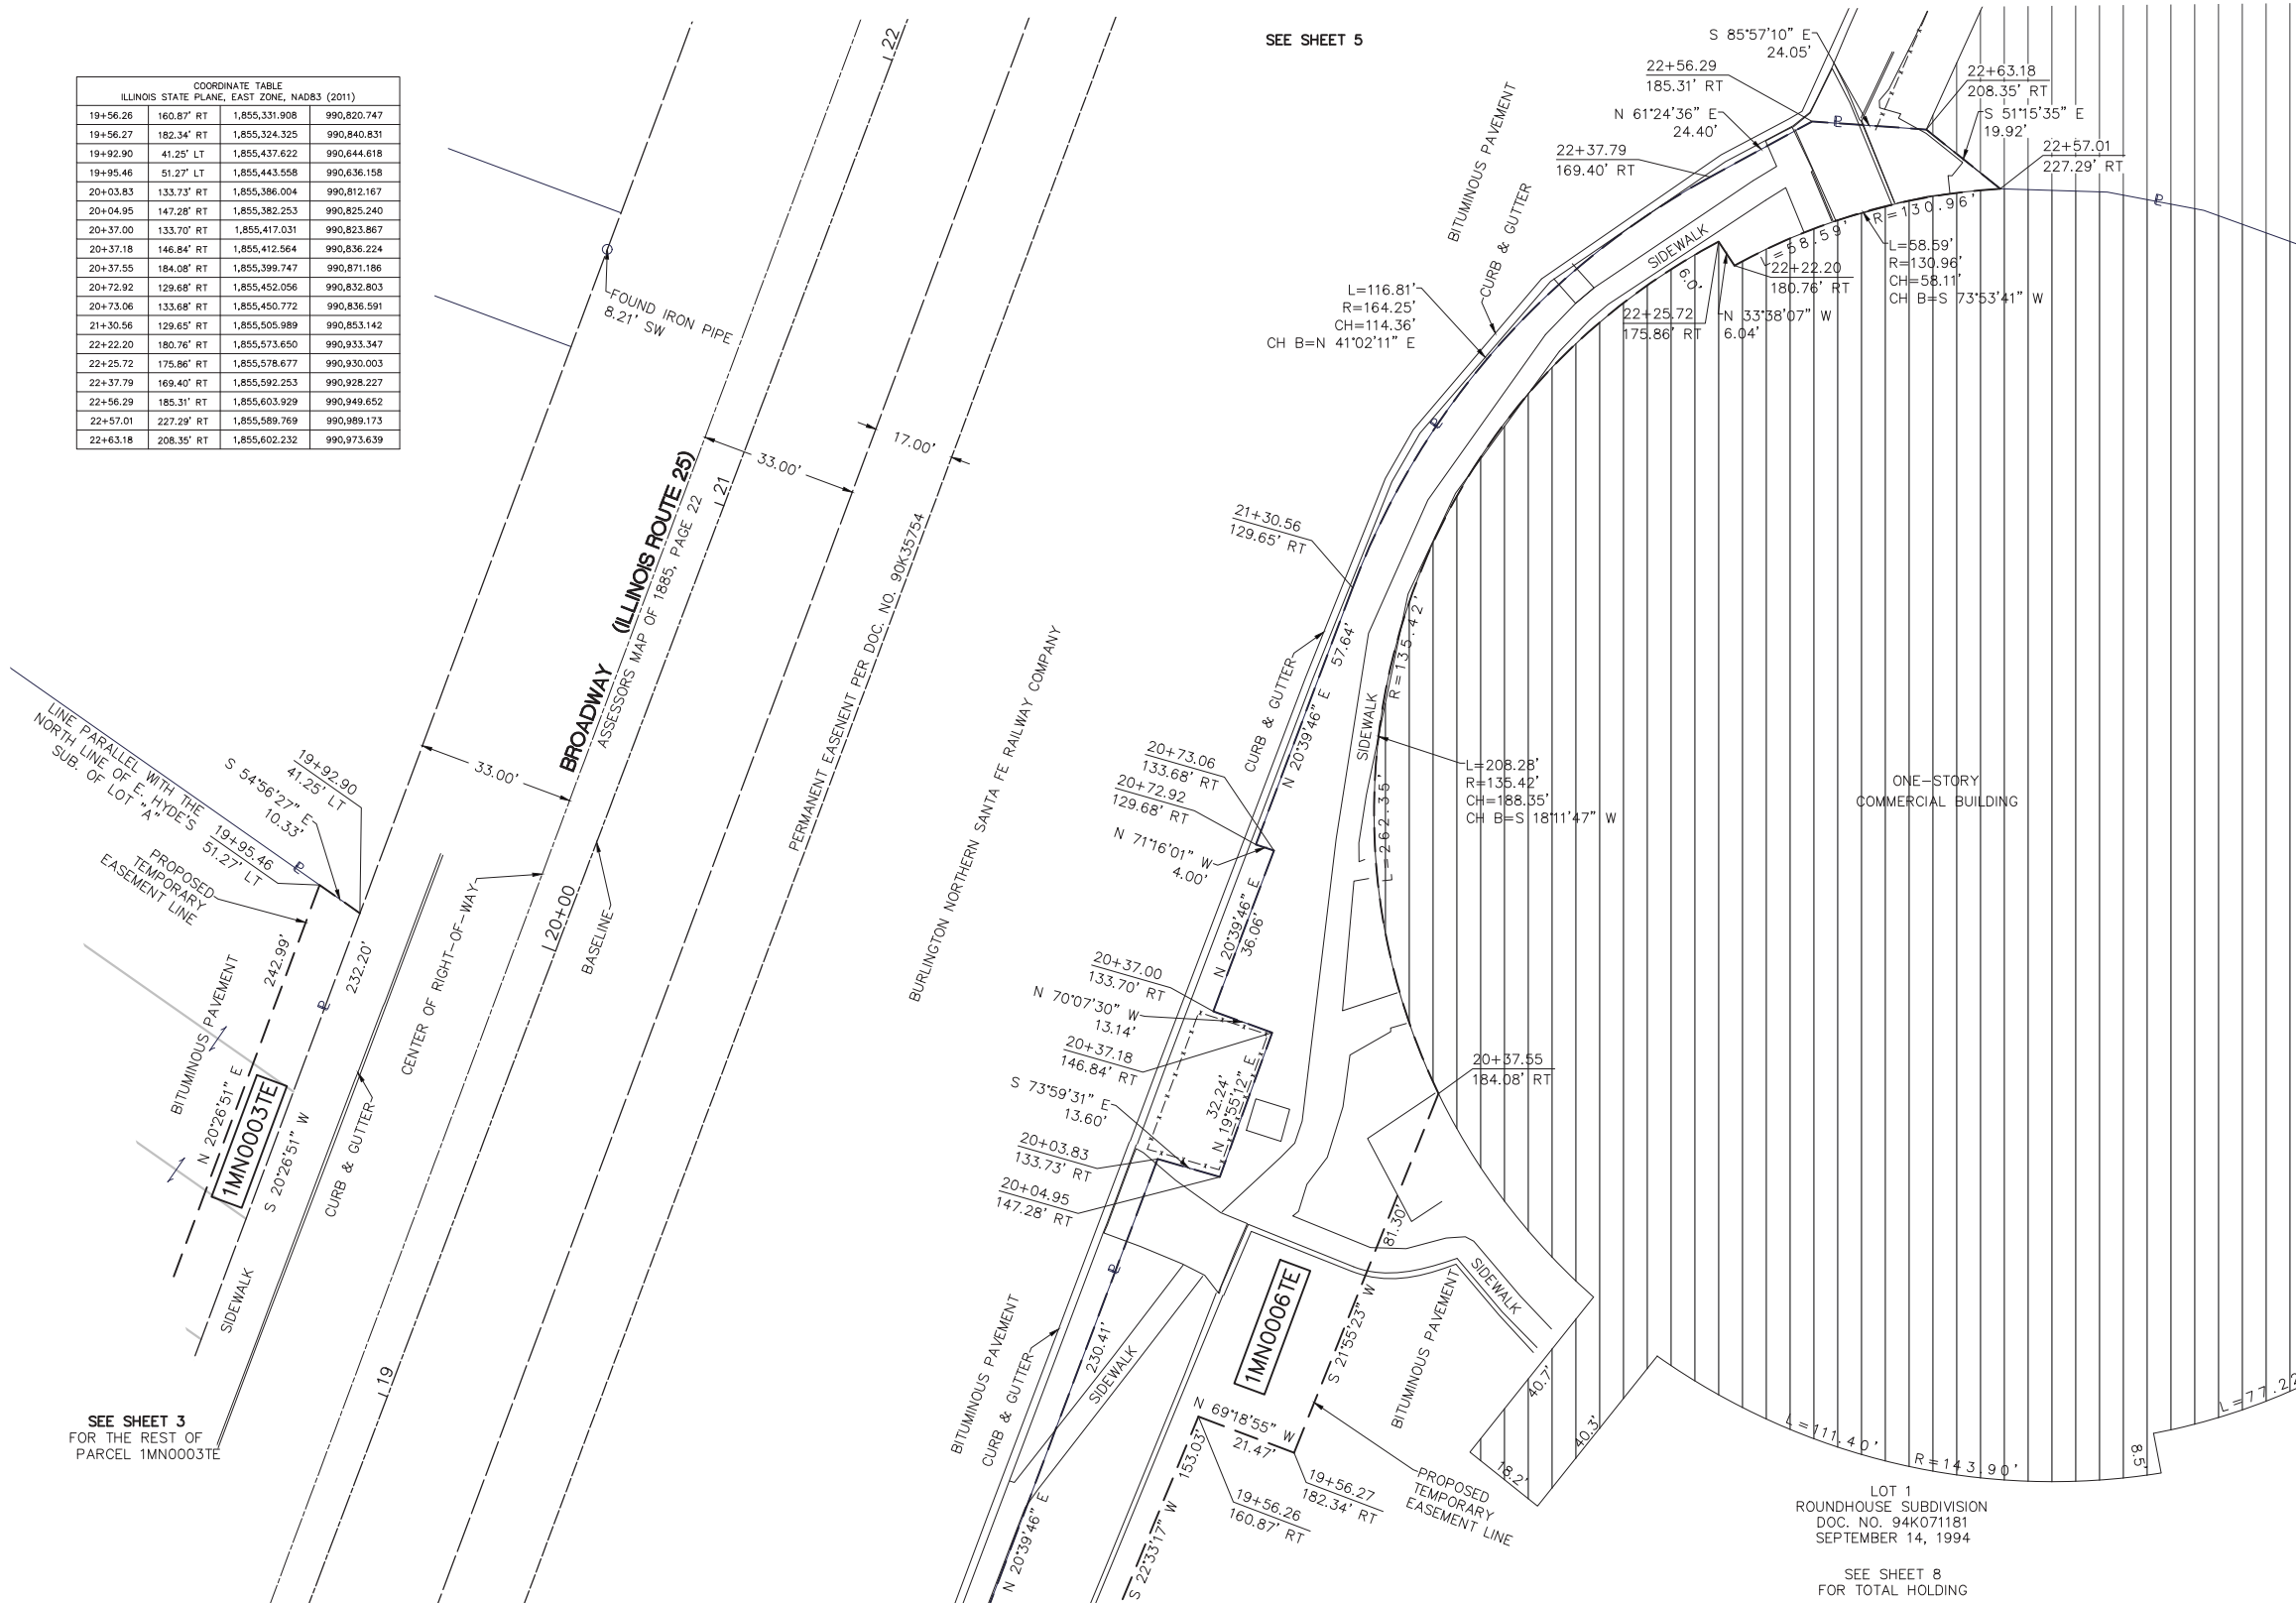 SEE SHEET 5
COORDINATE TABLE
ILLINOIS STATE PLANE, EAST ZONE, NAD83 (2011)
19+56.26 160.87' RT 1,855,331.908 990,820.747
19+56.27 182.34' RT 1,855,324.325 990,840.831
19+92.90 41.25' LT 1,855,437.622 990,644.618
19+95.46 51.27' LT 1,855,443.558 990,636.158
20+03.83 133.73' RT 1,855,386.004 990,812.167
20+04.95 147.28' RT 1,855,382.253 990,825.240
20+37.00 133.70' RT 1,855,417.031 990,823.867
20+37.18 146.84' RT 1,855,412.564 990,836.224
20+37.55 184.08' RT 1,855,399.747 990,871.186
20+72.92 129.68' RT 1,855,452.056 990,832.803
20+73.06 133.68' RT 1,855,450.772 990,836.591
21+30.56 129.65' RT 1,855,505.989 990,853.142
22+22.20 180.76' RT 1,855,573.650 990,933.347
22+25.72 175.86' RT 1,855,578.677 990,930.003
22+37.79 169.40' RT 1,855,592.253 990,928.227
22+56.29 185.31' RT 1,855,603.929 990,949.652
22+57.01 227.29' RT 1,855,589.769 990,989.173
22+63.18 208.35' RT 1,855,602.232 990,973.639
22
FOUND IRON PIPE
8.21' SW
33.00'
17.00'
21
BROADWAY (ILLINOIS ROUTE 25)
ASSESSORS MAP OF 1885, PAGE 22
PERMANENT EASENENT PER DOC. NO. 90K35754
BURLINGTON NORTHERN SANTA FE RAILWAY COMPANY
33.00'
LINE PARALLEL WITH THE
NORTH LINE OF E. HYDE'S
SUB. OF LOT "A"
S 54°56'27" E
10.33'
19+92.90
41.25' LT
19+95.46
51.27' LT
PROPOSED
TEMPORARY
EASEMENT LINE
BITUMINOUS PAVEMENT
242.99'
232.20'
N 20°26'51" E
1MN0003TE
S 20°26'51" W
CURB & GUTTER
SIDEWALK
CENTER OF RIGHT-OF-WAY
20+00
BASELINE
19
SEE SHEET 3
FOR THE REST OF
PARCEL 1MN0003TE
S 85°57'10" E
24.05'
22+56.29
185.31' RT
22+63.18
208.35' RT
N 61°24'36" E
24.40'
S 51°15'35" E
19.92'
22+37.79
169.40' RT
22+57.01
227.29' RT
BITUMINOUS PAVEMENT
CURB & GUTTER
SIDEWALK
6.0'
R=130.96'
L=58.59'
L=58.59'
R=130.96'
CH=58.11'
CH B=S 73°53'41" W
22+22.20
180.76' RT
22+25.72
175.86' RT
N 33°38'07" W
6.04'
L=116.81'
R=164.25'
CH=114.36'
CH B=N 41°02'11" E
21+30.56
129.65' RT
CURB & GUTTER
N 20°39'46" E
57.64'
SIDEWALK
R=135.42'
L=262.35'
L=208.28'
R=135.42'
CH=188.35'
CH B=S 18°11'47" W
ONE-STORY
COMMERCIAL BUILDING
20+73.06
133.68' RT
20+72.92
129.68' RT
N 71°16'01" W
4.00'
N 20°39'46" E
36.06'
20+37.00
133.70' RT
N 70°07'30" W
13.14'
20+37.18
146.84' RT
S 73°59'31" E
13.60'
N 19°55'12" E
32.24'
20+03.83
133.73' RT
20+04.95
147.28' RT
20+37.55
184.08' RT
81.30'
S 21°55'23" W
1MN0006TE
SIDEWALK
BITUMINOUS PAVEMENT
BITUMINOUS PAVEMENT
CURB & GUTTER
230.41'
SIDEWALK
N 20°39'46" E
N 69°18'55" W
21.47'
153.03'
S 22°33'17" W
19+56.27
182.34' RT
19+56.26
160.87' RT
PROPOSED
TEMPORARY
EASEMENT LINE
40.7'
18.2'
40.3'
L=111.40'
R=143.90'
8.5'
L=77.22
LOT 1
ROUNDHOUSE SUBDIVISION
DOC. NO. 94K071181
SEPTEMBER 14, 1994
SEE SHEET 8
FOR TOTAL HOLDING